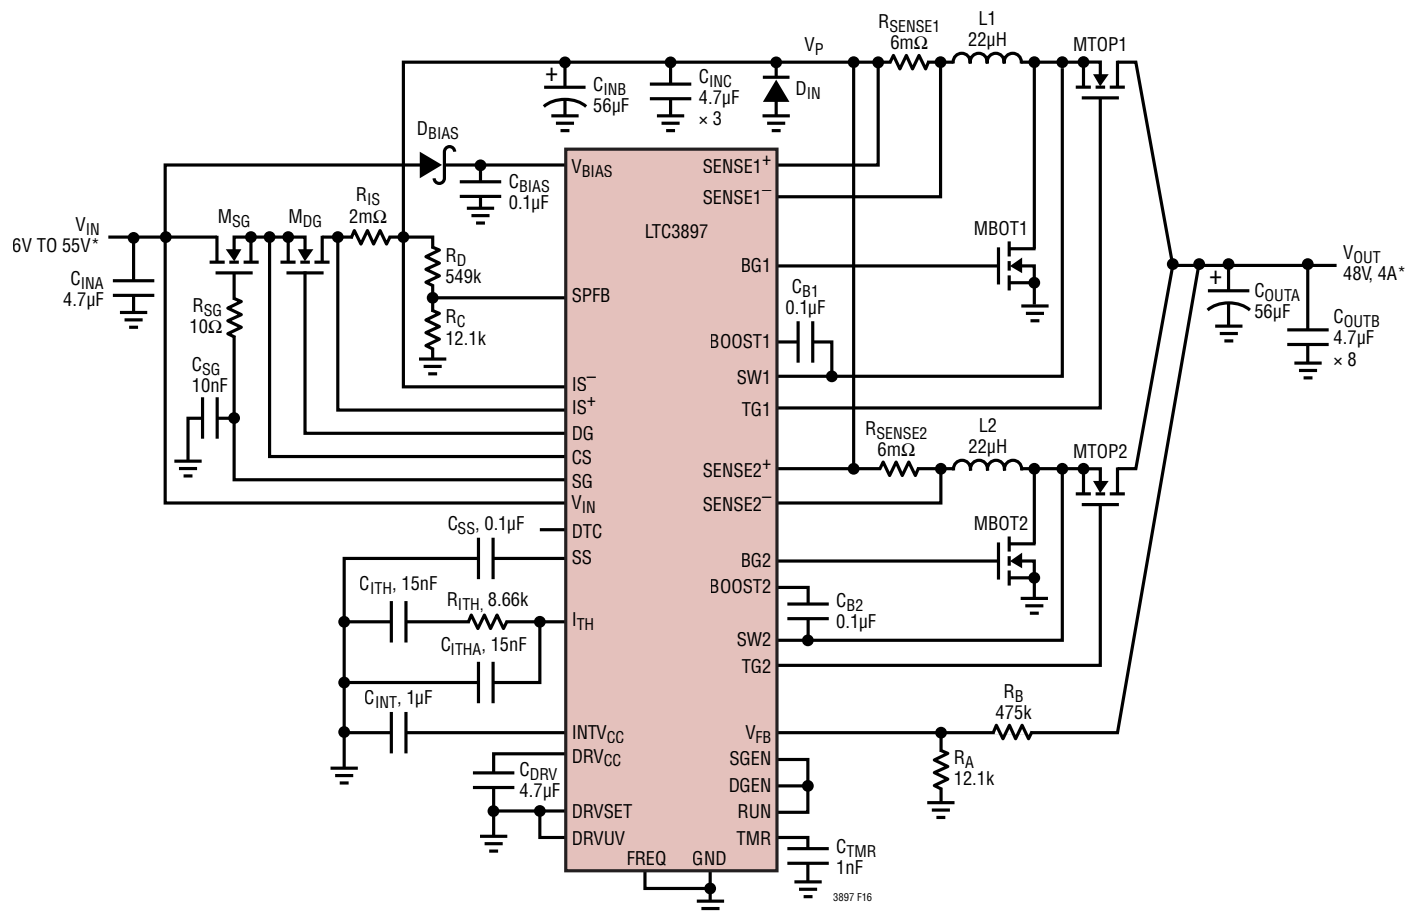 L1
22µH
RSENSE1
6mΩ
VP
MTOP1
+
CINB
56µF
CINC
4.7µF
× 3
DIN
DBIAS
CBIAS
0.1µF
VBIAS
SENSE1+
SENSE1–
LTC3897
RIS
2mΩ
MSG
MDG
VIN
6V TO 55V*
CINA
4.7µF
RD
549k
RC
12.1k
RSG
10Ω
CSG
10nF
SPFB
IS–
IS+
DG
CS
SG
VIN
DTC
SS
ITH
INTVCC
DRVCC
DRVSET
DRVUV
FREQ
GND
BG1
MBOT1
CB1
0.1µF
BOOST1
SW1
TG1
VOUT
48V, 4A*
+
COUTA
56µF
COUTB
4.7µF
× 8
RSENSE2
6mΩ
L2
22µH
MTOP2
SENSE2+
SENSE2–
MBOT2
BG2
BOOST2
CB2
0.1µF
SW2
TG2
CSS, 0.1µF
CITH, 15nF
RITH, 8.66k
CITHA, 15nF
CINT, 1µF
CDRV
4.7µF
RB
475k
VFB
RA
12.1k
SGEN
DGEN
RUN
TMR
CTMR
1nF
3897 F16